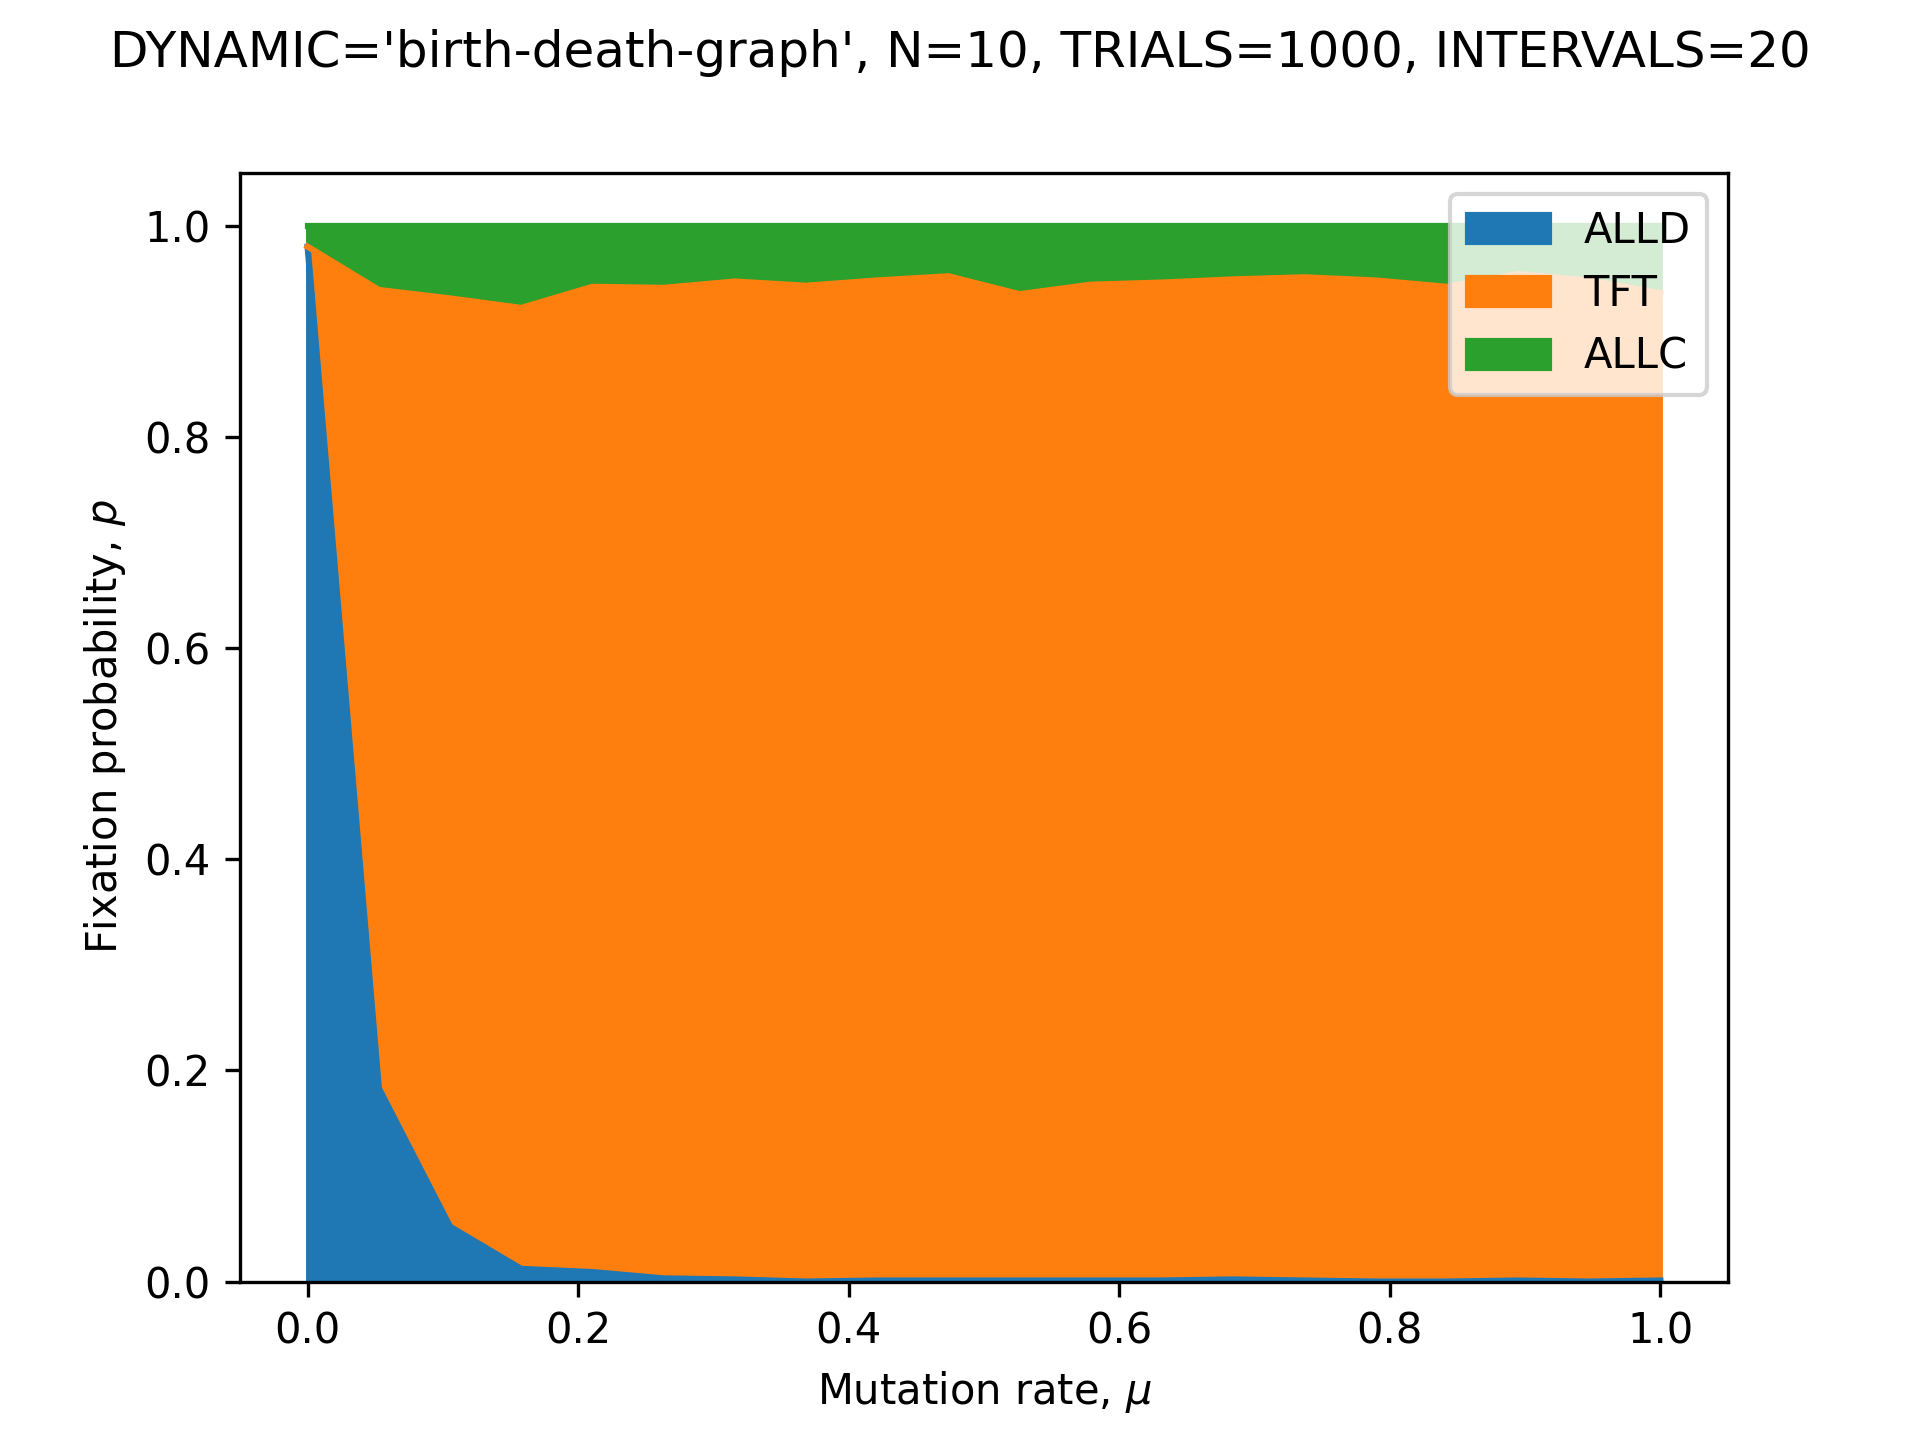 DYNAMIC='birth-death-graph', N=10, TRIALS=1000, INTERVALS=20
ALLD
TFT
ALLC
1.0
0.8
0.6
0.4
0.2
0.0
Fixation probability, p
0.0 0.2 0.4 0.6 0.8 1.0
Mutation rate, μ